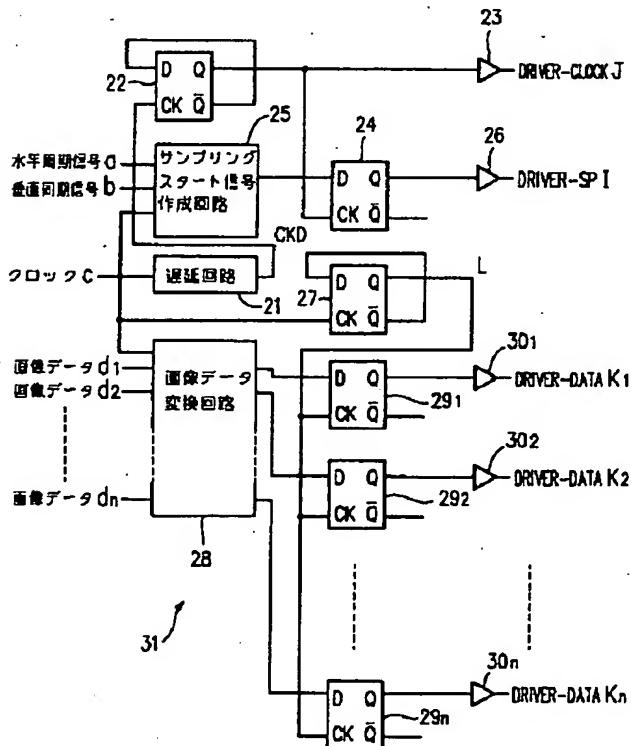 23
22
D Q
CK Q̄
DRIVER-CLOCK J
25
24
26
水平周期信号 a
垂直同期信号 b
サンプリング
スタート信号
作成回路
D Q
CK Q̄
DRIVER-SP I
CKD
L
クロック C
遅延回路
21
27
D Q
CK Q̄
画像データ d1
画像データ d2
画像データ dn
画像データ
変換回路
28
D Q
CK Q̄
291
301
DRIVER-DATA K1
D Q
CK Q̄
292
302
DRIVER-DATA K2
31
D Q
CK Q̄
29n
30n
DRIVER-DATA Kn